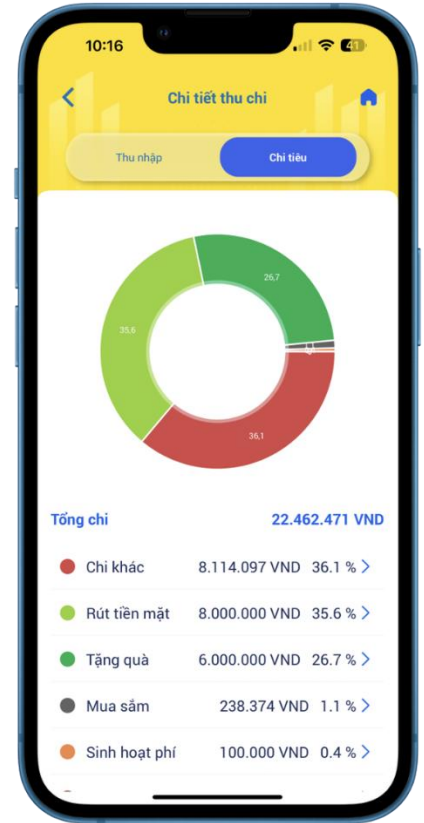 10:16
41
Chi tiết thu chi
Thu nhập Chi tiêu
26,7
35,6
36,1
Tổng chi 22.462.471 VND
Chi khác 8.114.097 VND 36.1 %
Rút tiền mặt 8.000.000 VND 35.6 %
Tặng quà 6.000.000 VND 26.7 %
Mua sắm 238.374 VND 1.1 %
Sinh hoạt phí 100.000 VND 0.4 %